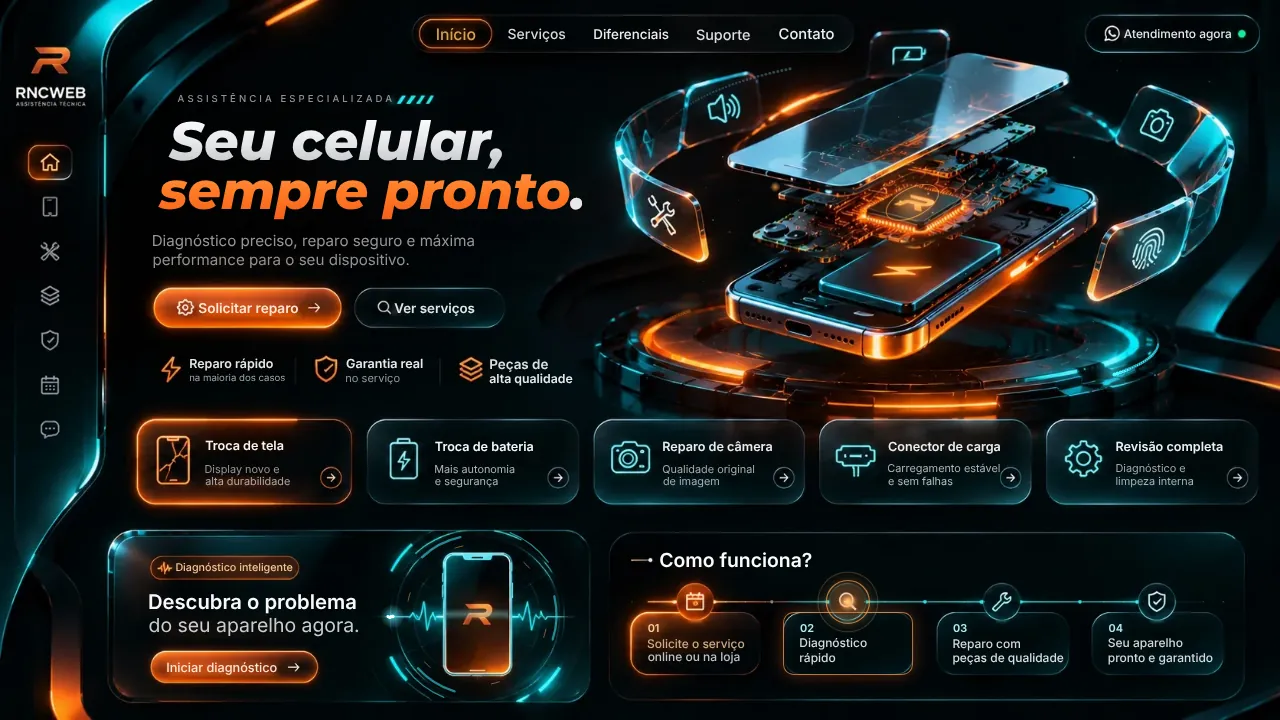 Início
Serviços
Diferenciais
Suporte
Contato
Atendimento agora
R
RNCWEB
ASSISTÊNCIA TÉCNICA
ASSISTÊNCIA ESPECIALIZADA
Seu celular,
sempre pronto.
Diagnóstico preciso, reparo seguro e máxima
performance para o seu dispositivo.
Solicitar reparo
Ver serviços
Reparo rápido
na maioria dos casos
Garantia real
no serviço
Peças de
alta qualidade
Troca de tela
Display novo e
alta durabilidade
Troca de bateria
Mais autonomia
e segurança
Reparo de câmera
Qualidade original
de imagem
Conector de carga
Carregamento estável
e sem falhas
Revisão completa
Diagnóstico e
limpeza interna
Diagnóstico inteligente
Descubra o problema
do seu aparelho agora.
Iniciar diagnóstico
R
Como funciona?
01
Solicite o serviço
online ou na loja
02
Diagnóstico
rápido
03
Reparo com
peças de qualidade
04
Seu aparelho
pronto e garantido